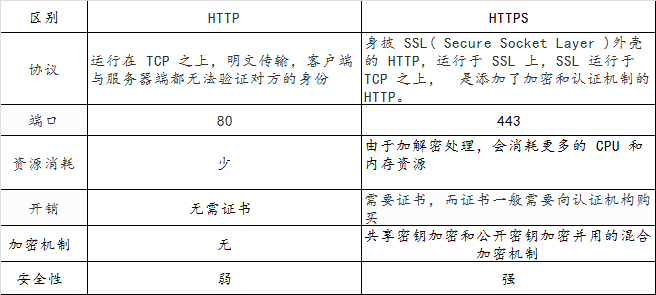 区别 HTTP HTTPS
协议
运行在 TCP 之上，明文传输，客户端
与服务器端都无法验证对方的身份
身披 SSL( Secure Socket Layer )外壳
的 HTTP，运行于 SSL 上，SSL 运行于
TCP 之上， 是添加了加密和认证机制的
HTTP。
端口 80 443
资源消耗 少
由于加解密处理，会消耗更多的 CPU 和
内存资源
开销 无需证书
需要证书，而证书一般需要向认证机构购
买
加密机制 无
共享密钥加密和公开密钥加密并用的混合
加密机制
安全性 弱 强